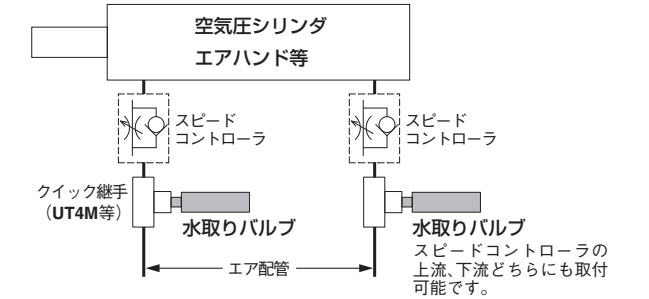 空気圧シリンダ
エアハンド等
スピード
コントローラ
スピード
コントローラ
クイック継手
（UT4M等）
水取りバルブ
水取りバルブ
スピードコントローラの
上流、下流どちらにも取付
可能です。
エア配管